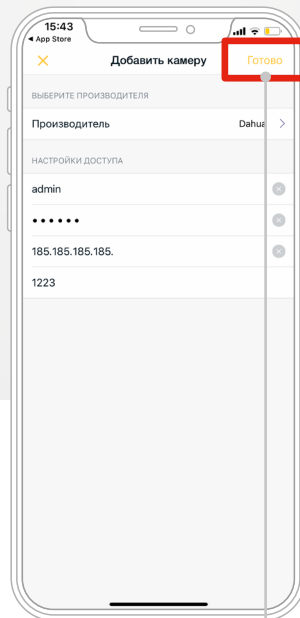 15:43
◀ App Store
Добавить камеру
Готово
ВЫБЕРИТЕ ПРОИЗВОДИТЕЛЯ
Производитель
Dahua
НАСТРОЙКИ ДОСТУПА
admin
••••••
185.185.185.185.
1223